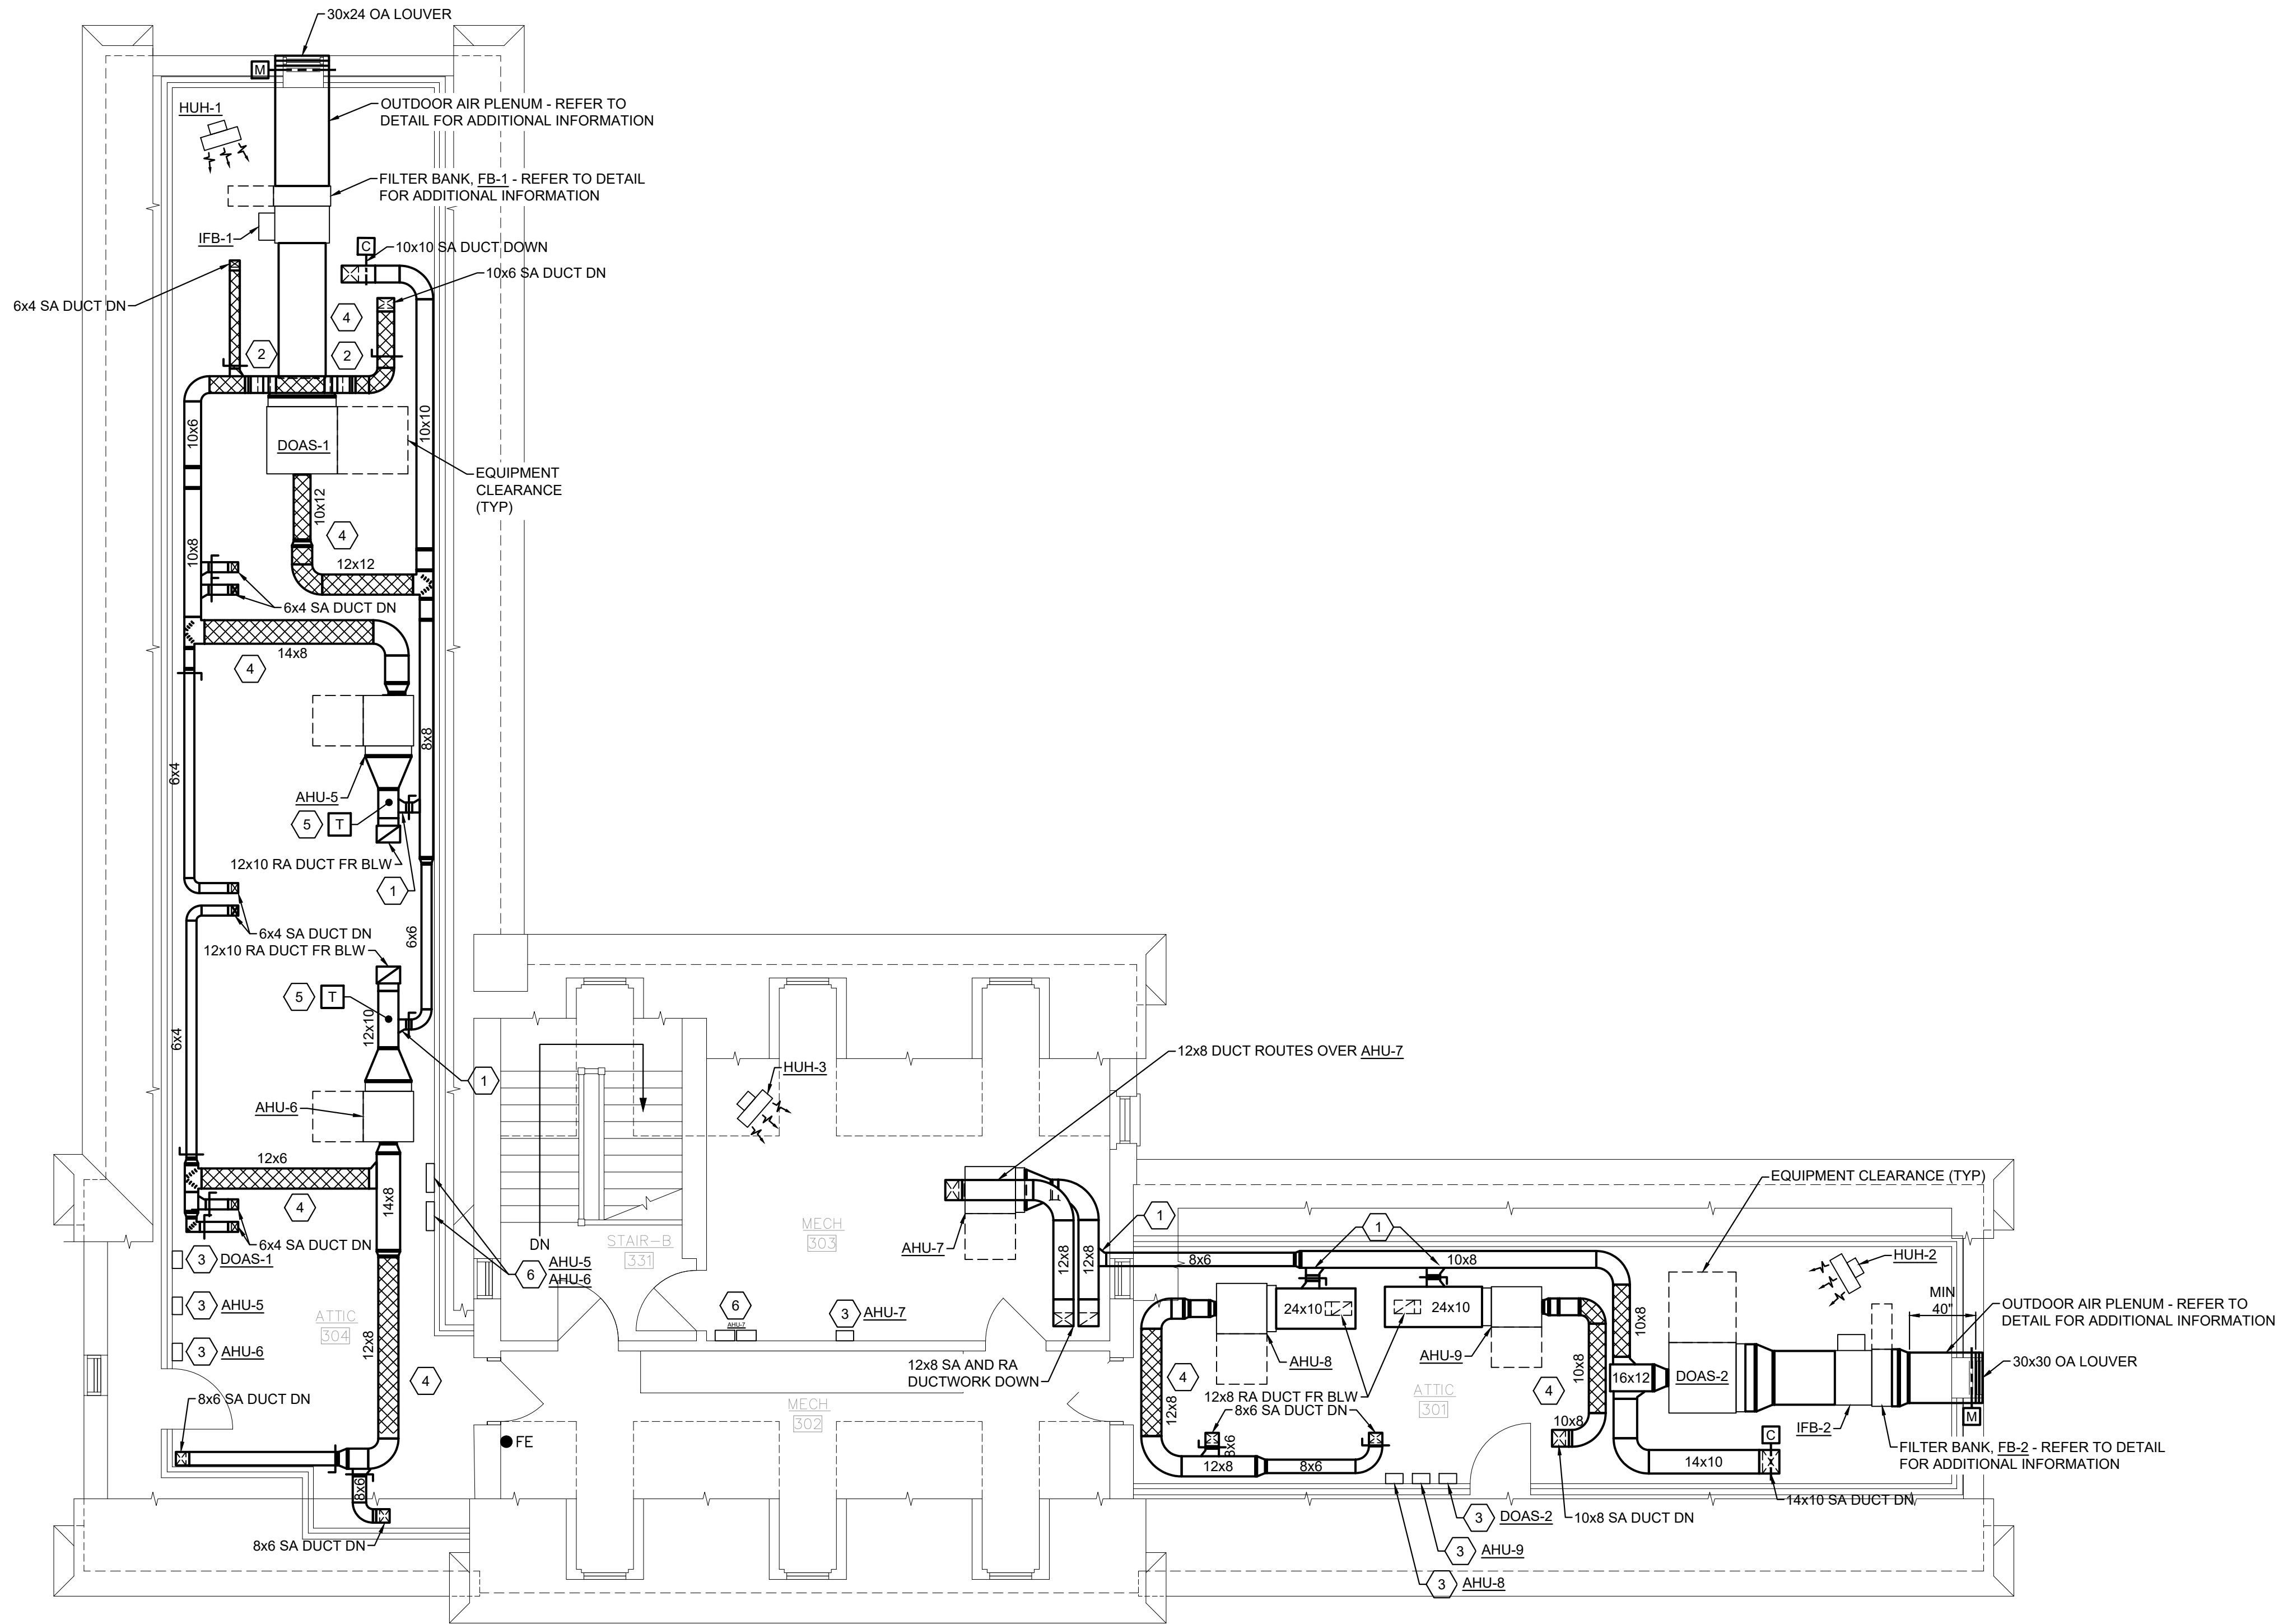 30x24 OA LOUVER
M
HUH-1
OUTDOOR AIR PLENUM - REFER TO
DETAIL FOR ADDITIONAL INFORMATION
FILTER BANK, FB-1 - REFER TO DETAIL
FOR ADDITIONAL INFORMATION
IFB-1
C
10x10 SA DUCT DOWN
10x6 SA DUCT DN
6x4 SA DUCT DN
4
2
2
10x6
10x10
DOAS-1
EQUIPMENT
CLEARANCE
(TYP)
10x12
4
10x8
12x12
6x4 SA DUCT DN
14x8
4
8x8
6x4
AHU-5
5
T
12x10 RA DUCT FR BLW
1
6x4 SA DUCT DN
12x10 RA DUCT FR BLW
6x6
5
T
12x10
6x4
1
AHU-6
12x6
4
14x8
6x4 SA DUCT DN
3
DOAS-1
3
AHU-5
3
AHU-6
ATTIC
304
12x8
4
8x6 SA DUCT DN
8x6
8x6 SA DUCT DN
DN
STAIR-B
331
6
AHU-5
AHU-6
HUH-3
MECH
303
12x8 DUCT ROUTES OVER AHU-7
AHU-7
12x8
12x8
6
AHU-7
3
AHU-7
12x8 SA AND RA
DUCTWORK DOWN
MECH
302
FE
1
8x6
1
10x8
EQUIPMENT CLEARANCE (TYP)
HUH-2
24x10
24x10
AHU-8
AHU-9
10x8
MIN
40"
OUTDOOR AIR PLENUM - REFER TO
DETAIL FOR ADDITIONAL INFORMATION
30x30 OA LOUVER
M
16x12
DOAS-2
4
12x8
12x8 RA DUCT FR BLW
8x6 SA DUCT DN
ATTIC
301
4
10x8
10x8
IFB-2
C
FILTER BANK, FB-2 - REFER TO DETAIL
FOR ADDITIONAL INFORMATION
8x6
12x8
8x6
14x10
14x10 SA DUCT DN
10x8 SA DUCT DN
3
DOAS-2
3
AHU-9
3
AHU-8